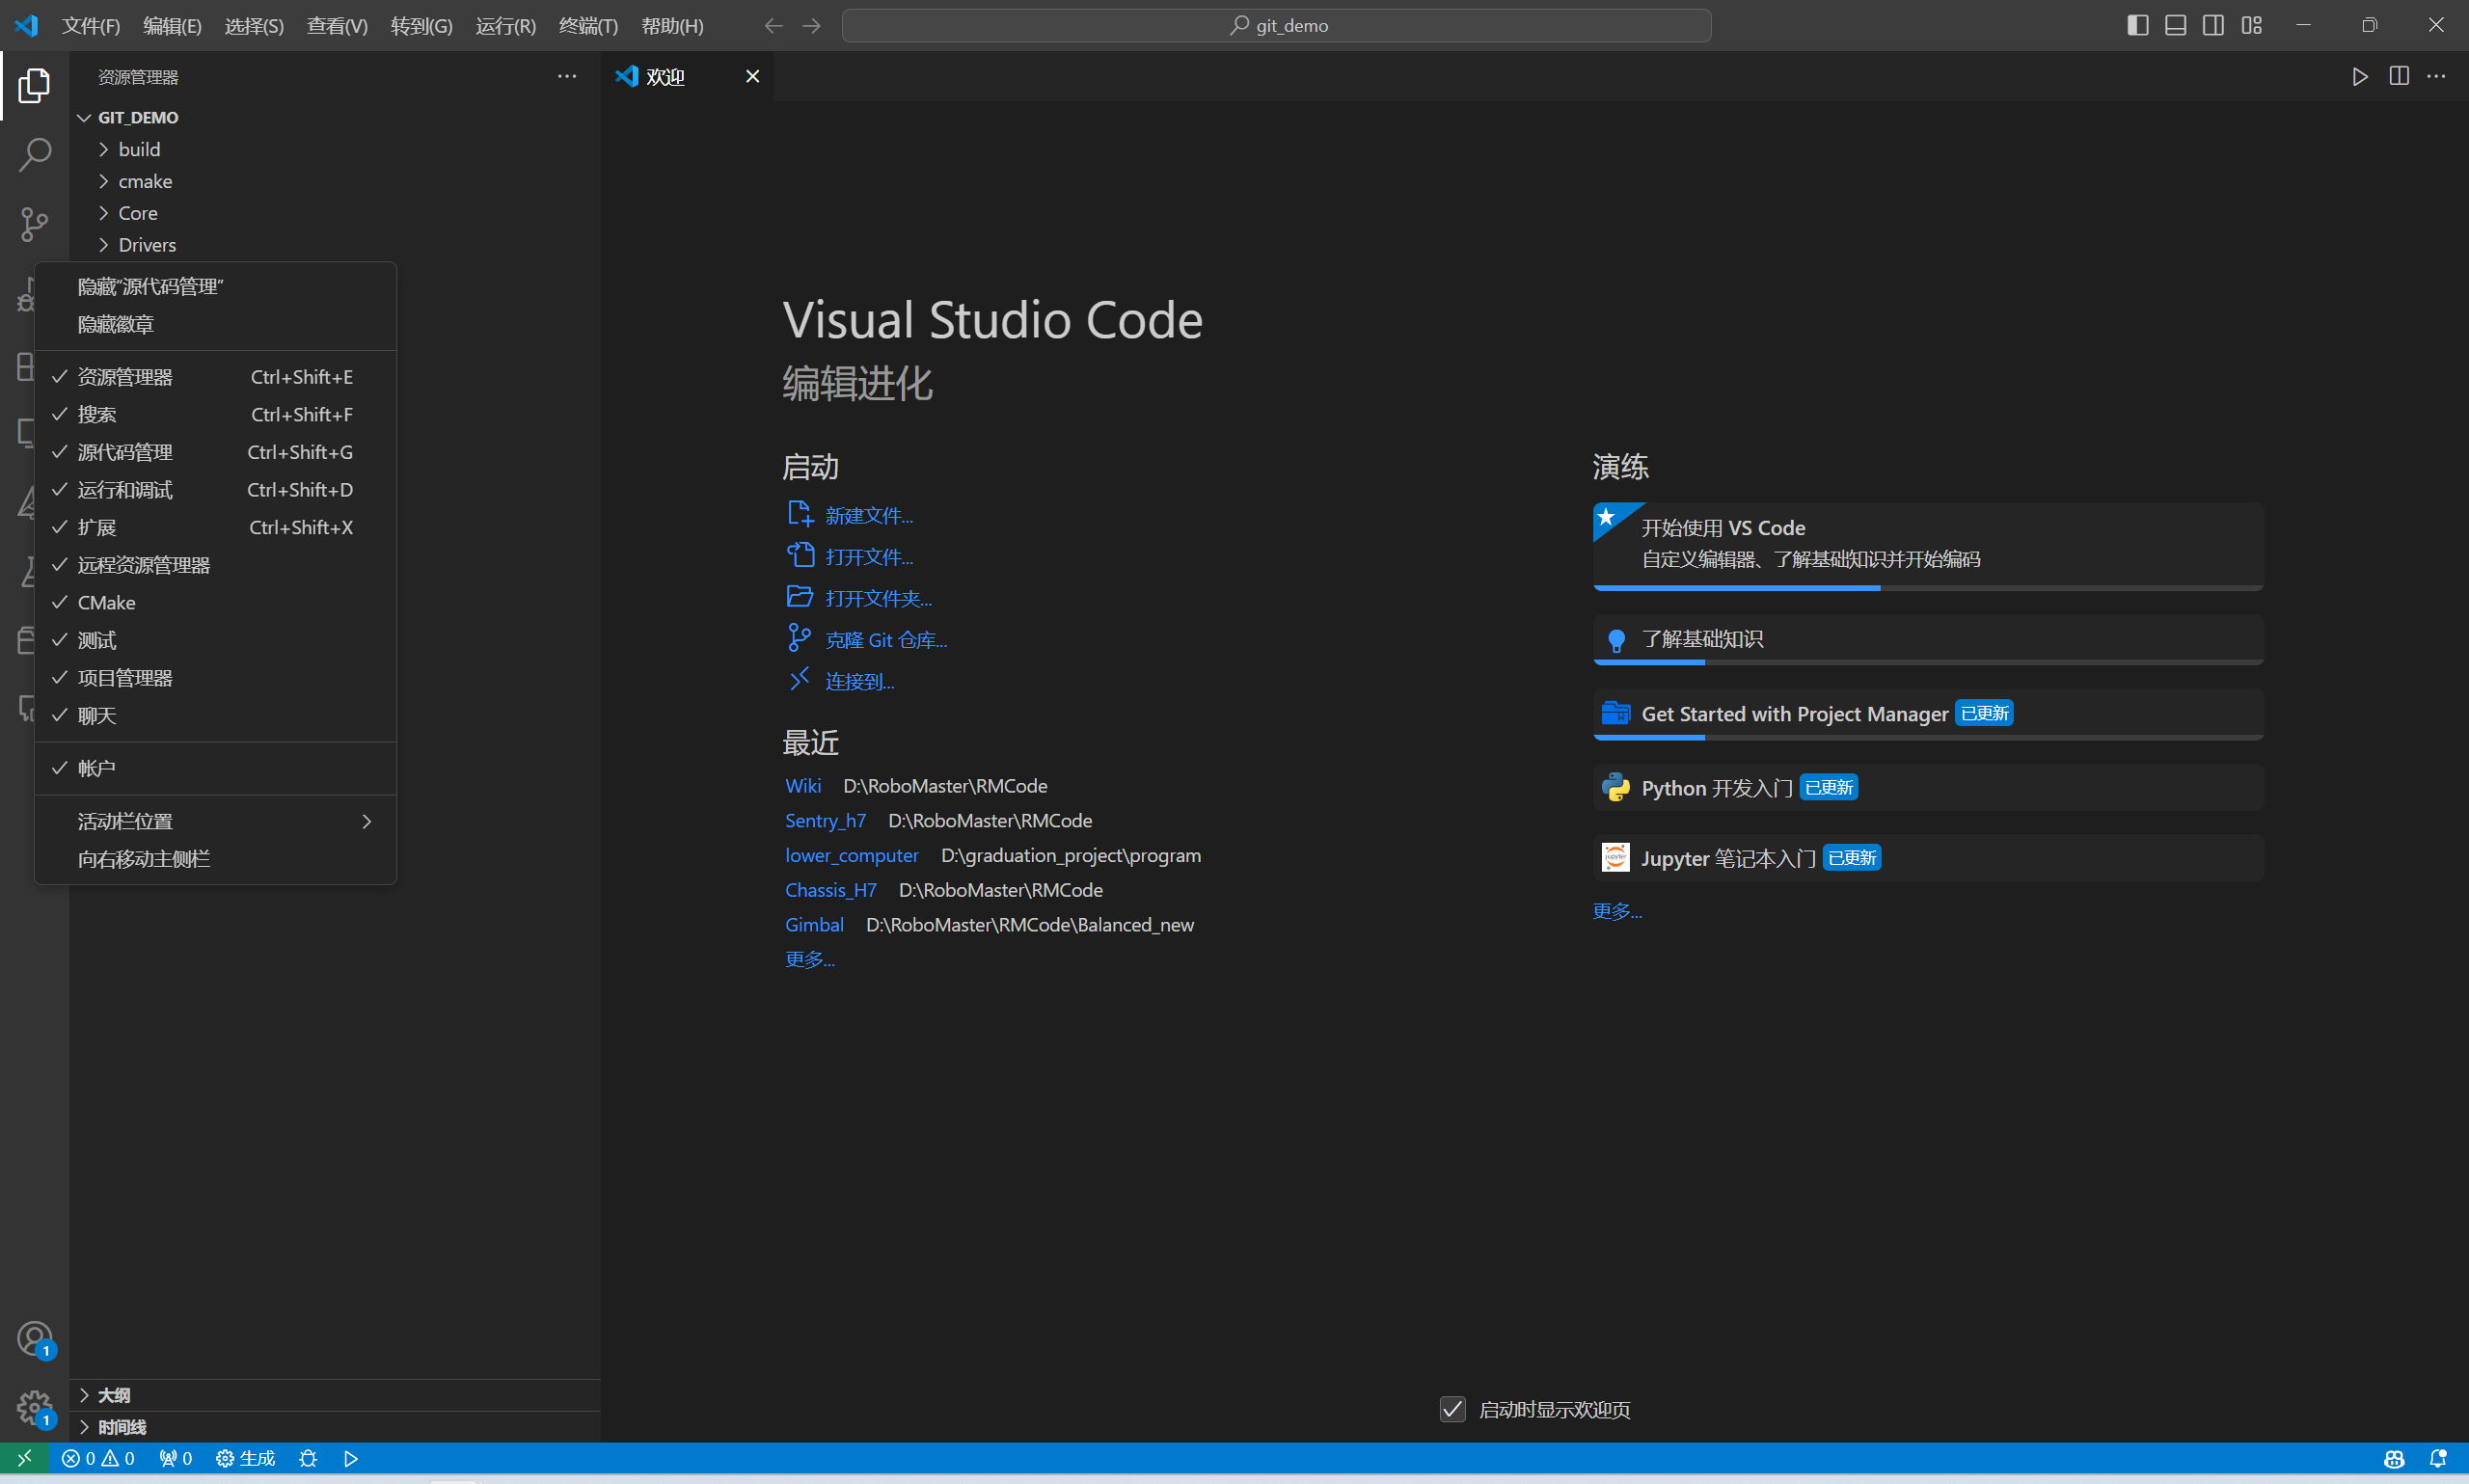 文件(F) 编辑(E) 选择(S) 查看(V) 转到(G) 运行(R) 终端(T) 帮助(H) git_demo
资源管理器
欢迎
GIT_DEMO
build
cmake
Core
Drivers
隐藏“源代码管理”
隐藏徽章
资源管理器 Ctrl+Shift+E
搜索 Ctrl+Shift+F
源代码管理 Ctrl+Shift+G
运行和调试 Ctrl+Shift+D
扩展 Ctrl+Shift+X
远程资源管理器
CMake
测试
项目管理器
聊天
帐户
活动栏位置
向右移动主侧栏
Visual Studio Code
编辑进化
启动
新建文件...
打开文件...
打开文件夹...
克隆 Git 仓库...
连接到...
最近
Wiki D:\RoboMaster\RMCode
Sentry_h7 D:\RoboMaster\RMCode
lower_computer D:\graduation_project\program
Chassis_H7 D:\RoboMaster\RMCode
Gimbal D:\RoboMaster\RMCode\Balanced_new
更多...
演练
开始使用 VS Code
自定义编辑器、了解基础知识并开始编码
了解基础知识
Get Started with Project Manager 已更新
Python 开发入门 已更新
jupyter
Jupyter 笔记本入门 已更新
更多...
启动时显示欢迎页
1
1
大纲
时间线
0 0 0 生成